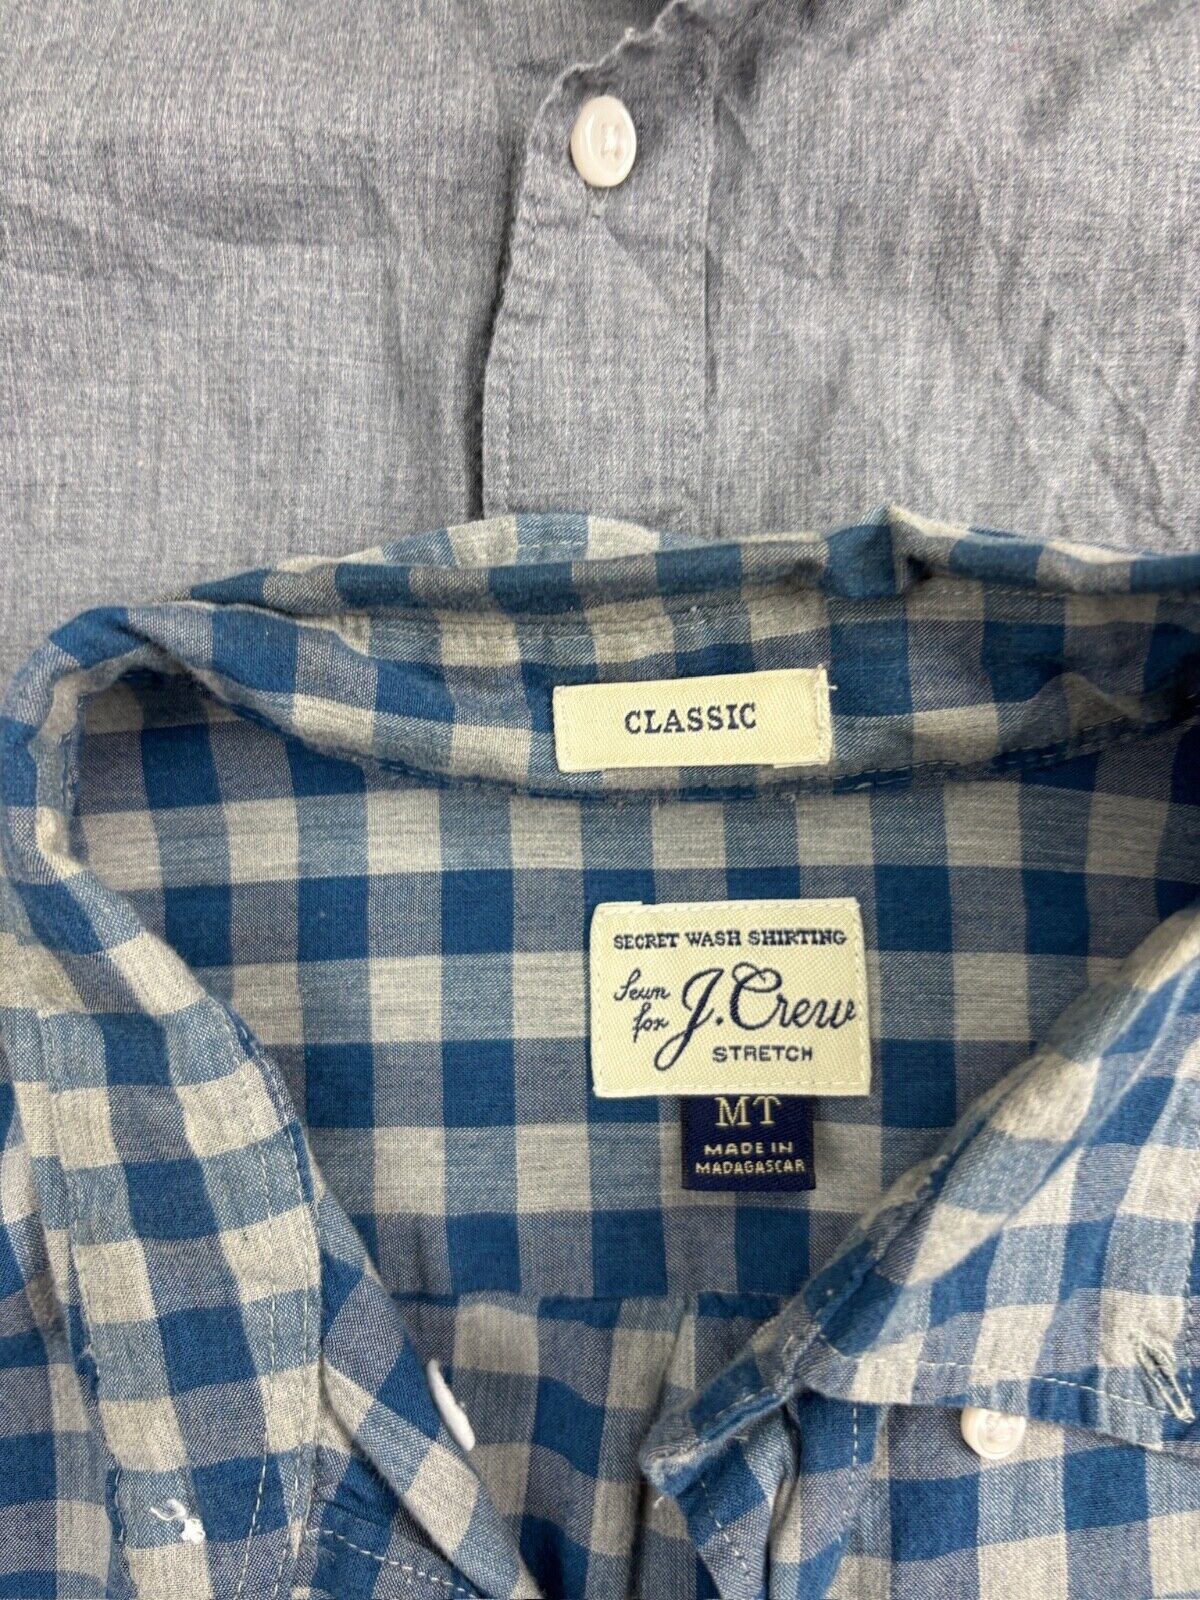 CLASSIC
SECRET WASH SHIRTING
Sewn
for J.Crew
STRETCH
MT
MADE IN
MADAGASCAR